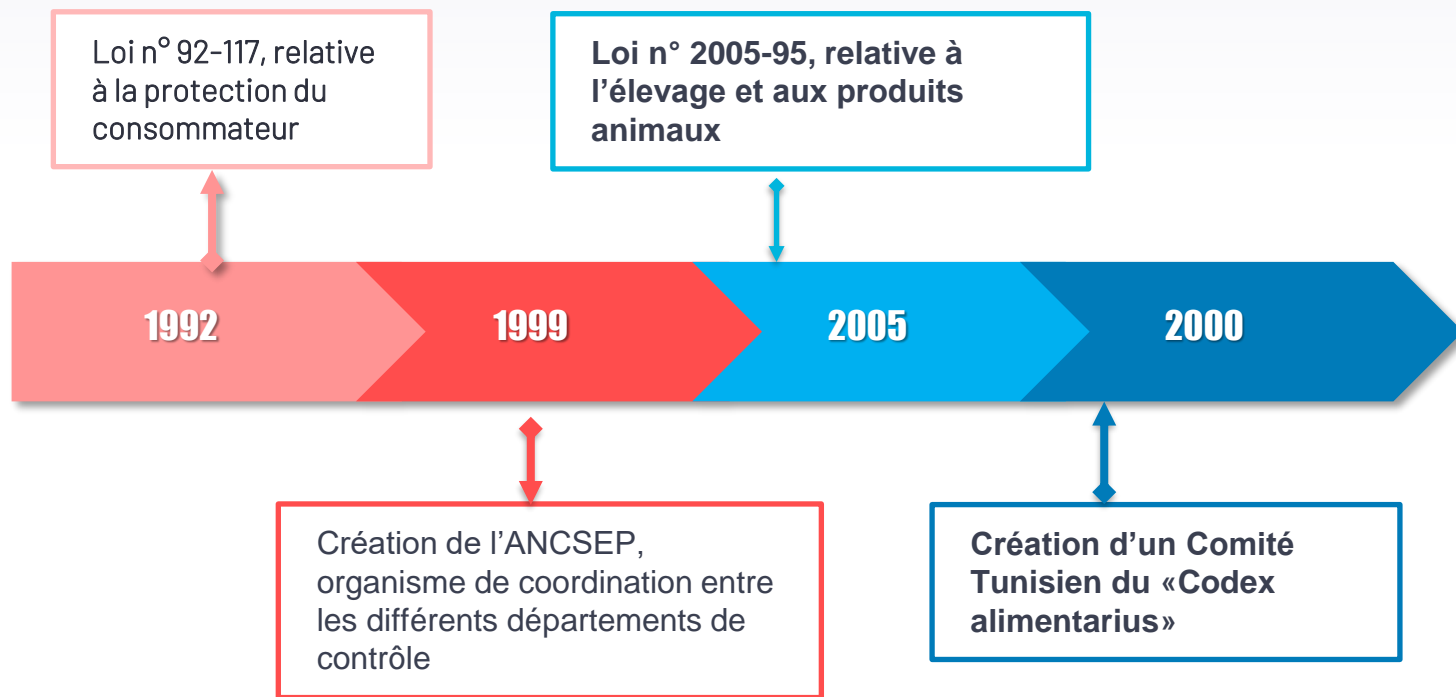 Loi n° 92-117, relative
à la protection du
consommateur
Loi n° 2005-95, relative à
l’élevage et aux produits
animaux
1992
1999
2005
2000
Création de l’ANCSEP,
organisme de coordination entre
les différents départements de
contrôle
Création d’un Comité
Tunisien du «Codex
alimentarius»